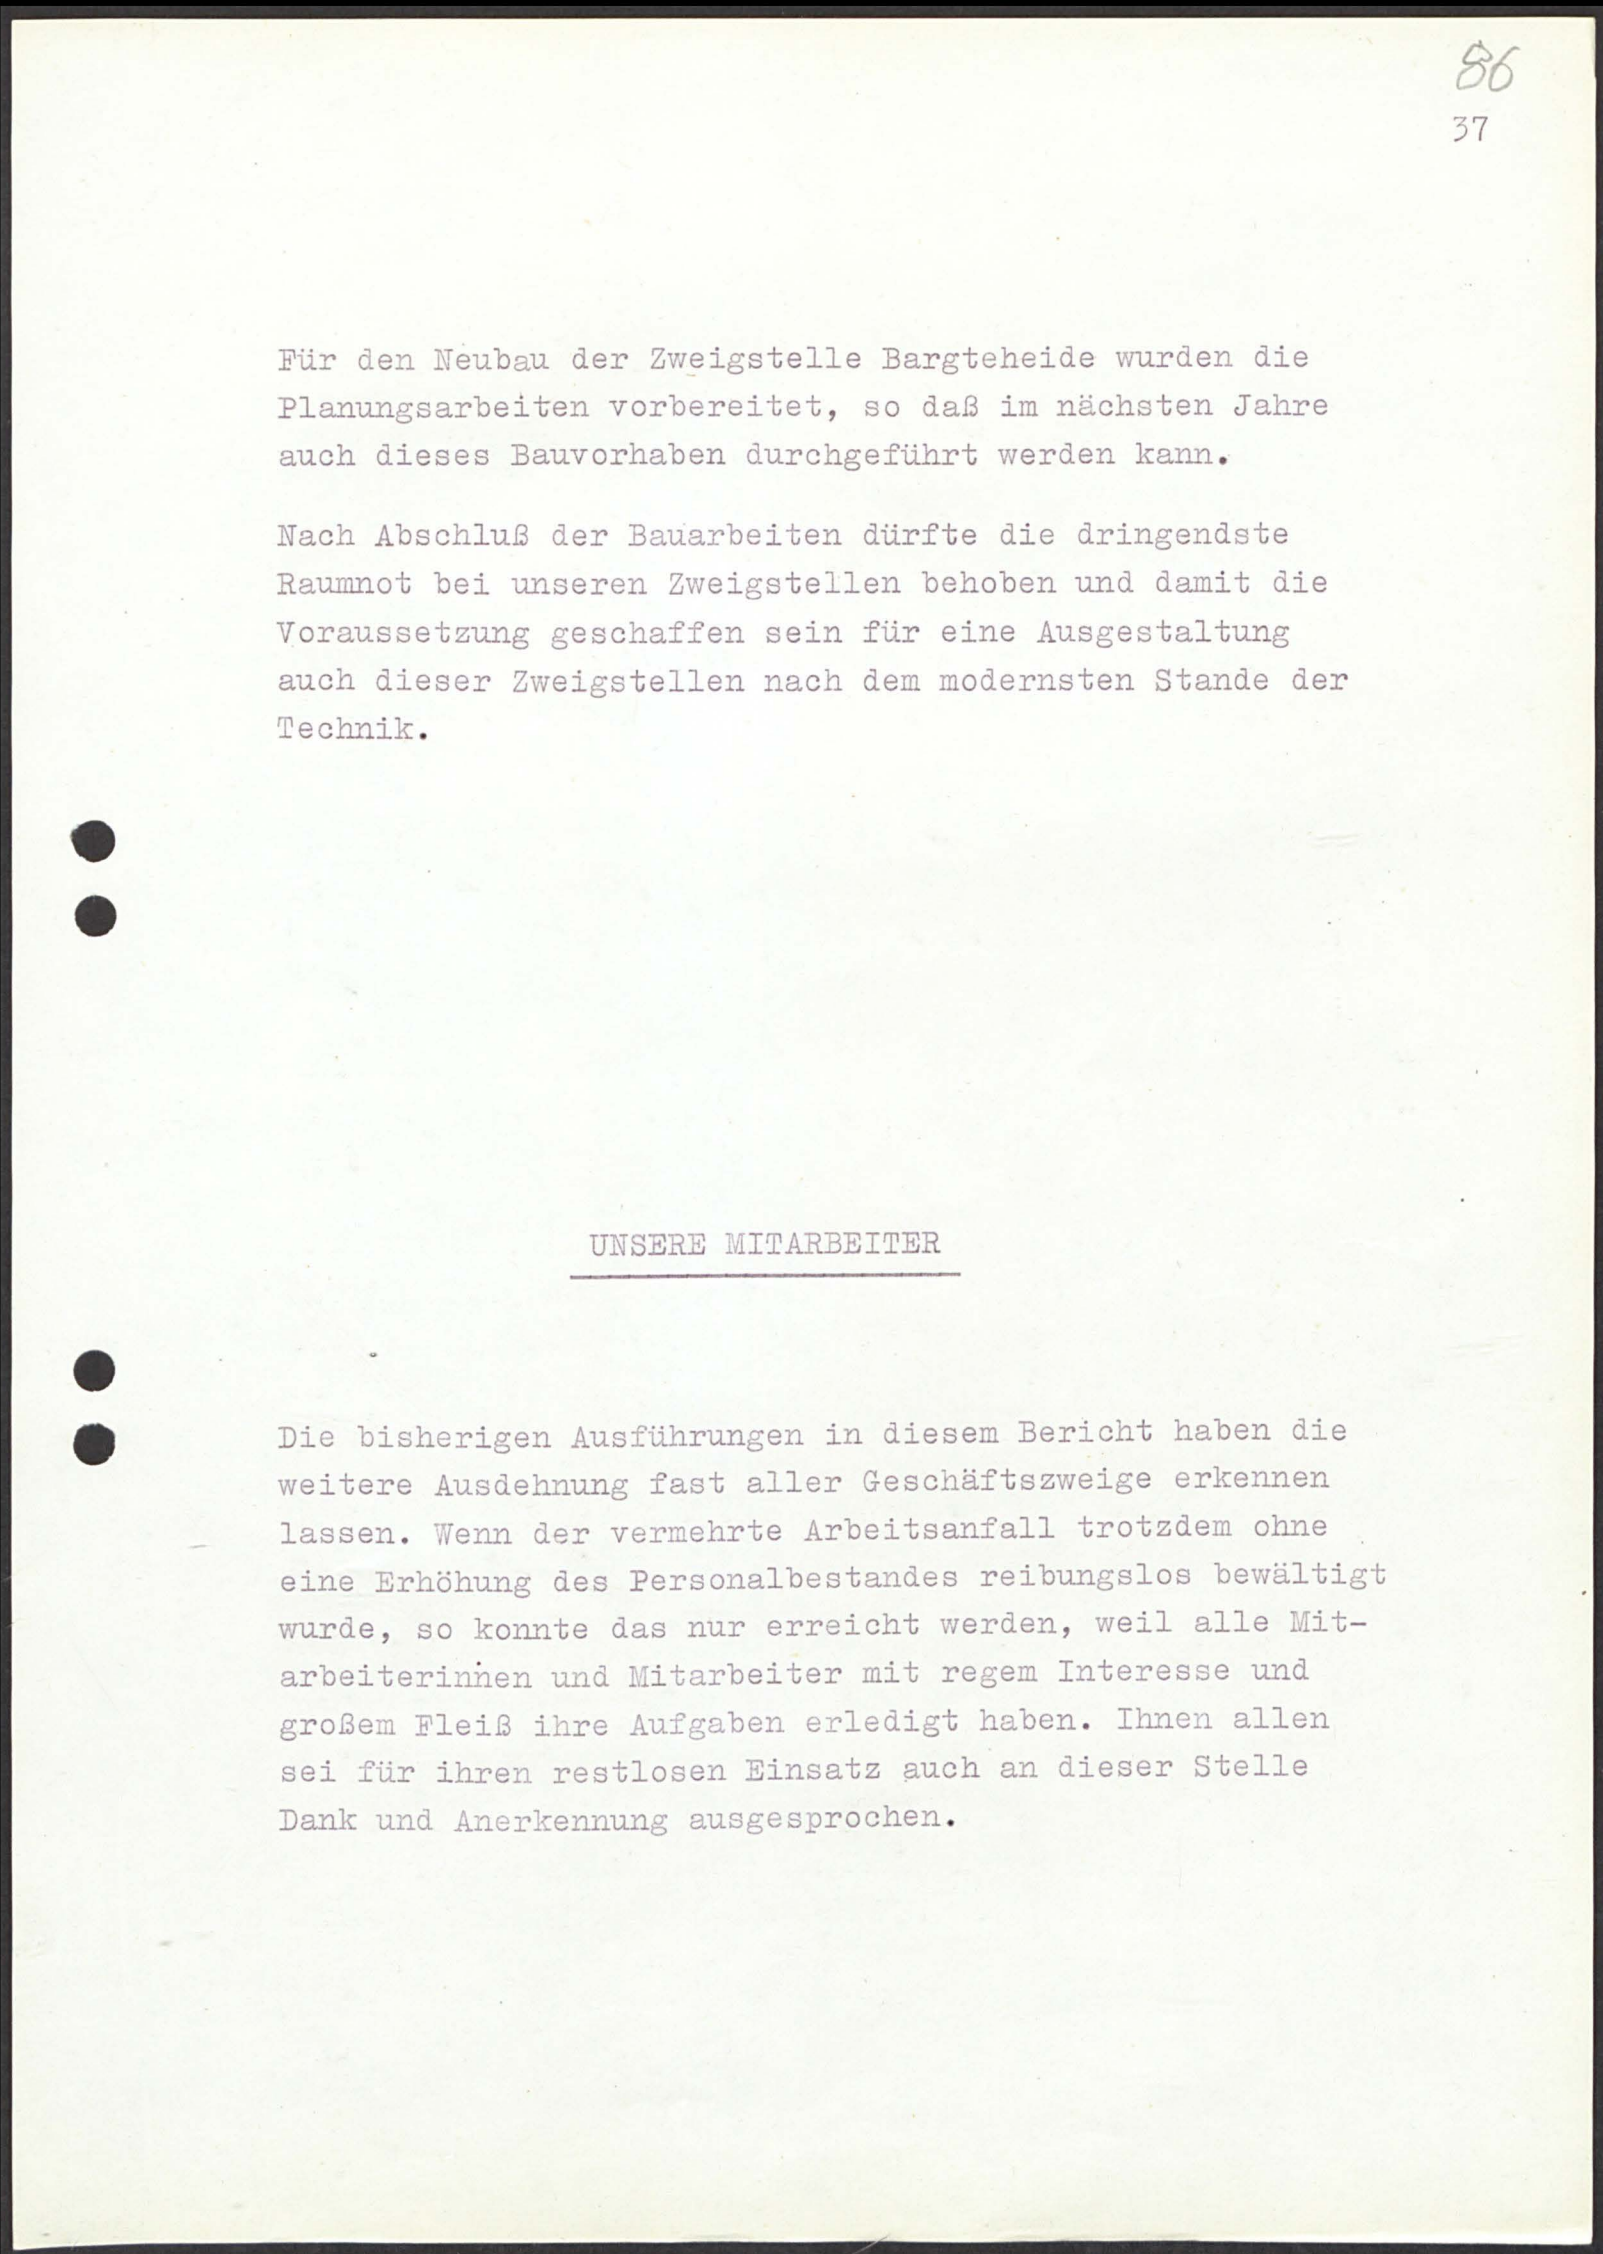 86
37
Für den Neubau der Zweigstelle Bargteheide wurden die
Planungsarbeiten vorbereitet, so daß im nächsten Jahre
auch dieses Bauvorhaben durchgeführt werden kann.
Nach Abschluß der Bauarbeiten dürfte die dringendste
Raumnot bei unseren Zweigstellen behoben und damit die
Voraussetzung geschaffen sein für eine Ausgestaltung
auch dieser Zweigstellen nach dem modernsten Stande der
Technik.
UNSERE MITARBEITER
Die bisherigen Ausführungen in diesem Bericht haben die
weitere Ausdehnung fast aller Geschäftszweige erkennen
lassen. Wenn der vermehrte Arbeitsanfall trotzdem ohne
eine Erhöhung des Personalbestandes reibungslos bewältigt
wurde, so konnte das nur erreicht werden, weil alle Mit-
arbeiterinnen und Mitarbeiter mit regem Interesse und
großem Fleiß ihre Aufgaben erledigt haben. Ihnen allen
sei für ihren restlosen Einsatz auch an dieser Stelle
Dank und Anerkennung ausgesprochen.